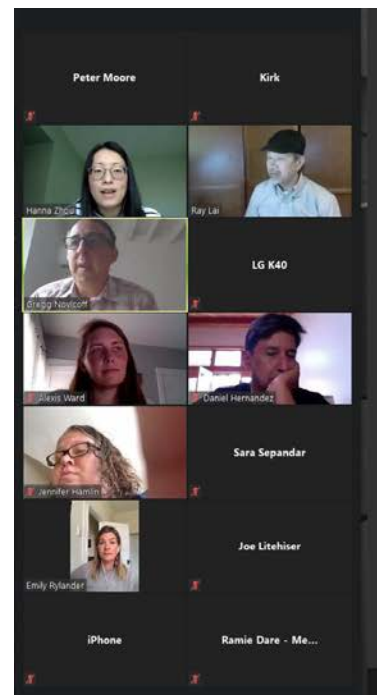 Peter Moore
Kirk
Hanna Zhou
Ray Lai
Gregg Novicoff
LG K40
Alexis Ward
Daniel Hernandez
Jennifer Hamlin
Sara Sepandar
Emily Rylander
Joe Litehiser
iPhone
Ramie Dare - Me...